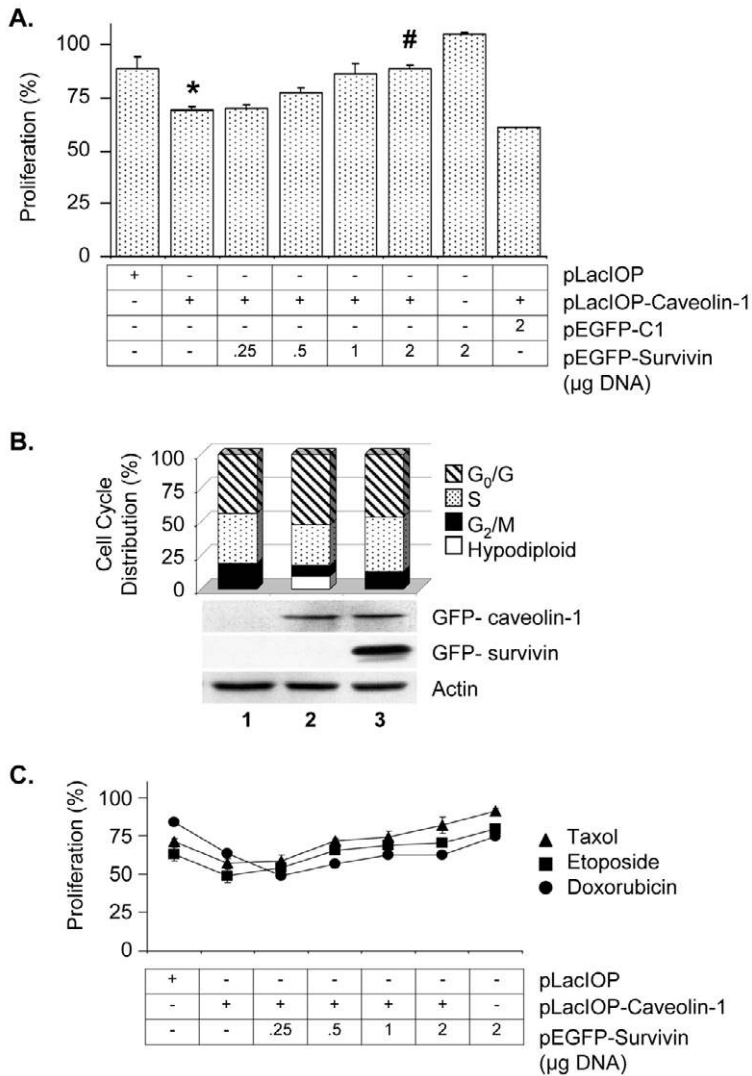 A.
Proliferation (%)
100
75
50
25
0
*
#
+ - - - - - - - pLacIOP
- + + + + + - + pLacIOP-Caveolin-1
- - - - - - - 2 pEGFP-C1
- - .25 .5 1 2 2 - pEGFP-Survivin
(µg DNA)
B.
Cell Cycle
Distribution (%)
100
75
50
25
0
G0/G
S
G2/M
Hypodiploid
GFP- caveolin-1
GFP- survivin
Actin
1 2 3
C.
Proliferation (%)
100
75
50
25
0
Taxol
Etoposide
Doxorubicin
+ - - - - - - pLacIOP
- + + + + + - pLacIOP-Caveolin-1
- - .25 .5 1 2 2 pEGFP-Survivin
(µg DNA)